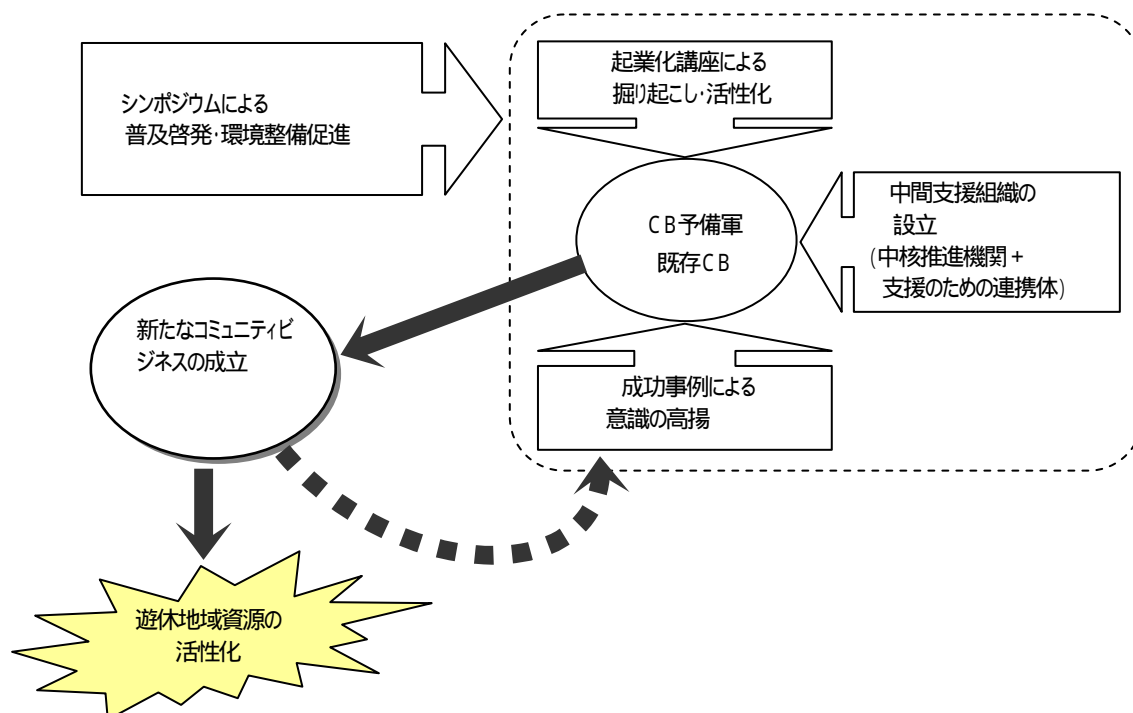 シンポジウムによる
普及啓発・環境整備促進
起業化講座による
掘り起こし・活性化
CB予備軍
既存CB
中間支援組織の
設立
(中核推進機関+
支援のための連携体)
新たなコミュニティビ
ジネスの成立
成功事例による
意識の高揚
遊休地域資源の
活性化